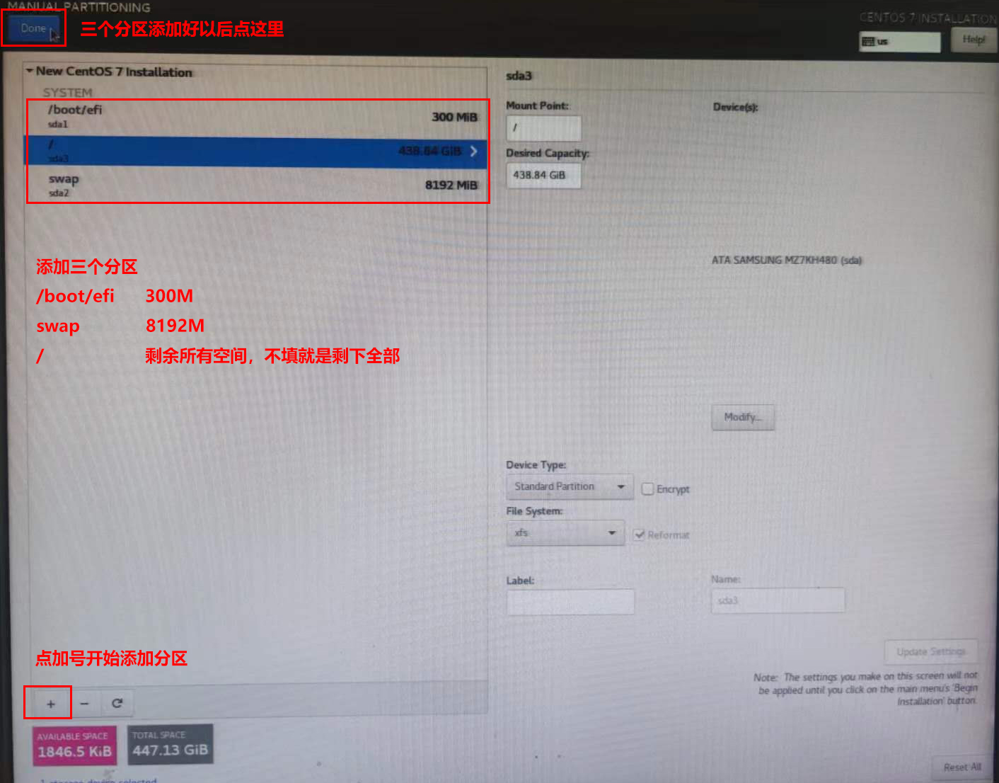 MANUAL PARTITIONING
Done
三个分区添加好以后点这里
CENTOS 7 INSTALLATION
us
Help!
New CentOS 7 Installation
SYSTEM
/boot/efi
sda1
300 MiB
/
sda3
438.84 GiB
swap
sda2
8192 MiB
sda3
Mount Point:
/
Device(s):
Desired Capacity:
438.84 GiB
ATA SAMSUNG MZ7KH480 (sda)
添加三个分区
/boot/efi 300M
swap 8192M
/ 剩余所有空间，不填就是剩下全部
Modify...
Device Type:
Standard Partition
Encrypt
File System:
xfs
Reformat
Label:
Name:
sda3
点加号开始添加分区
Update Settings
Note: The settings you make on this screen will not
be applied until you click on the main menu's 'Begin
Installation' button.
+ −
AVAILABLE SPACE
1846.5 KiB
TOTAL SPACE
447.13 GiB
1 storage device selected
Reset All